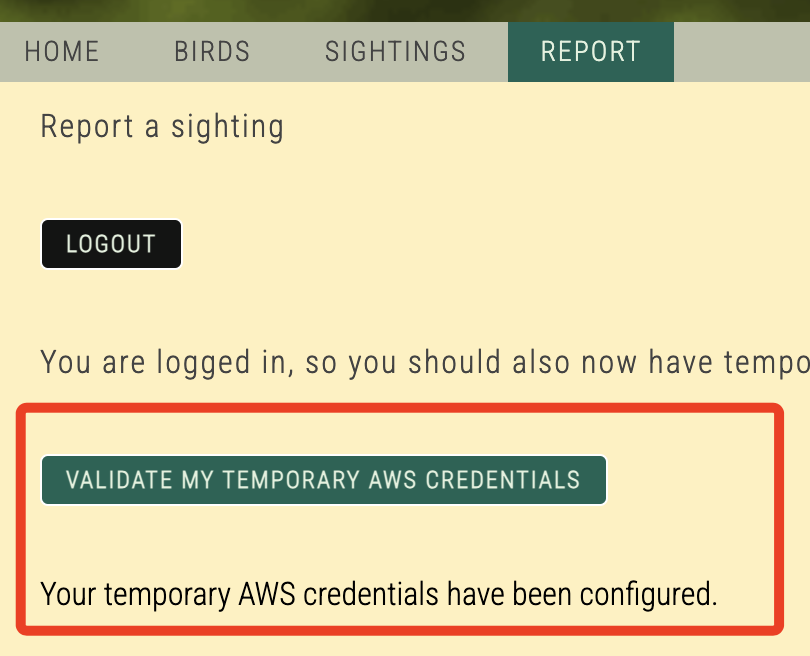 HOME BIRDS SIGHTINGS REPORT
Report a sighting
LOGOUT
You are logged in, so you should also now have
VALIDATE MY TEMPORARY AWS CREDENTIALS
Your temporary AWS credentials have been configured.